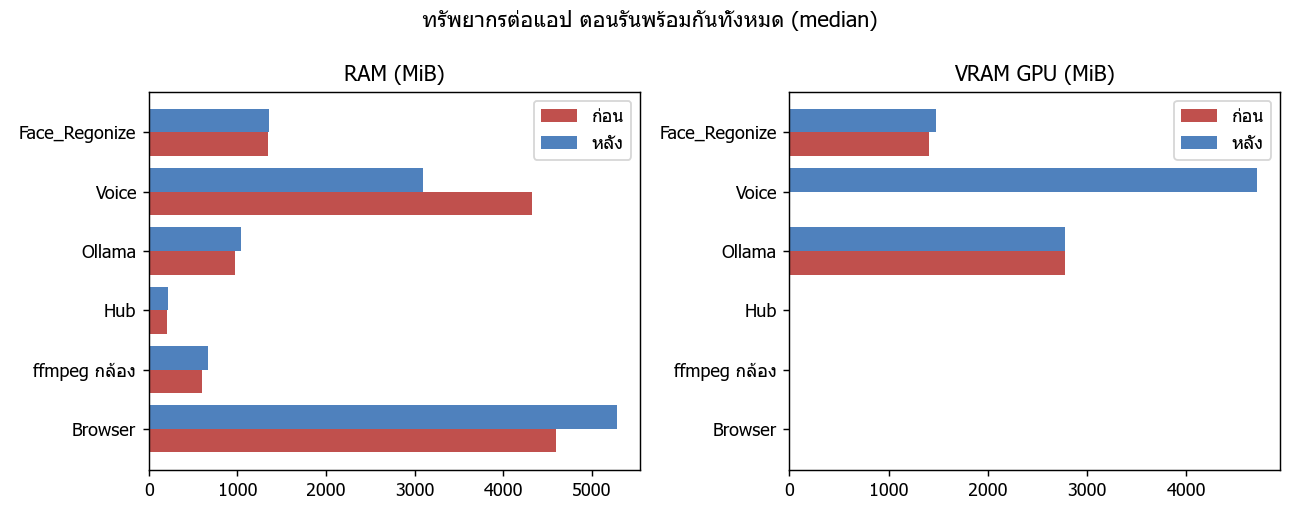 ทรัพยากรต่อแอป ตอนรันพร้อมกันทั้งหมด (median)
RAM (MiB)
ก่อน
หลัง
Face_Regonize
Voice
Ollama
Hub
ffmpeg กล้อง
Browser
0 1000 2000 3000 4000 5000
VRAM GPU (MiB)
ก่อน
หลัง
Face_Regonize
Voice
Ollama
Hub
ffmpeg กล้อง
Browser
0 1000 2000 3000 4000